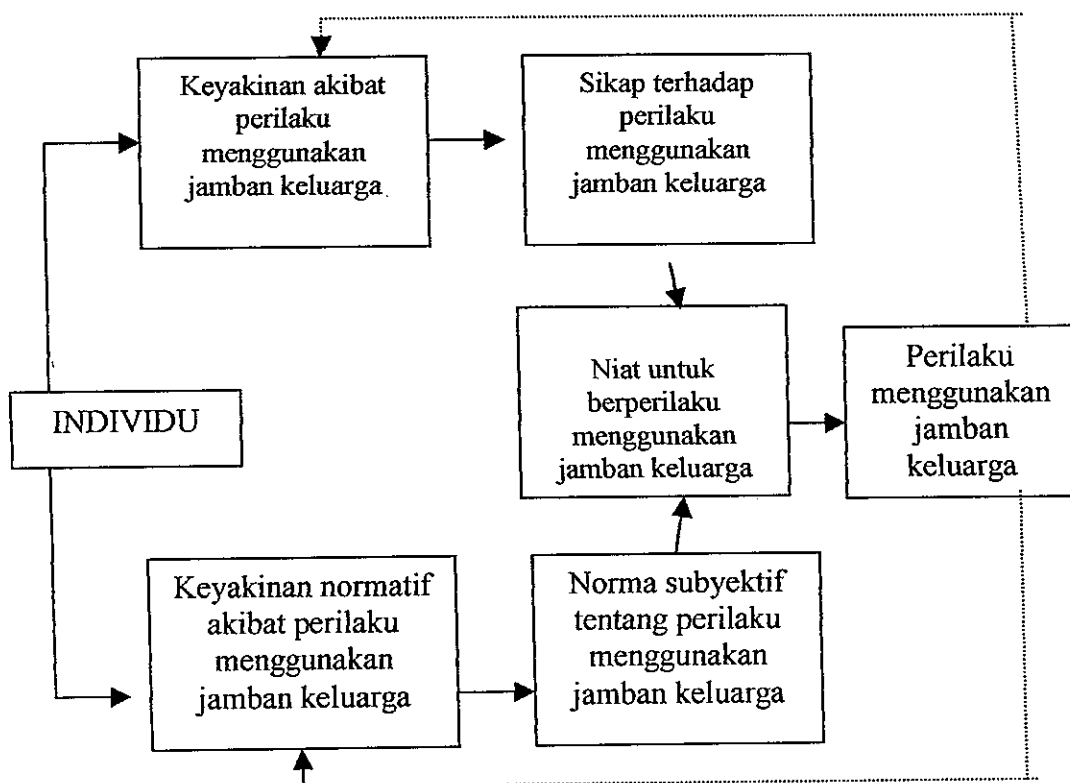 Keyakinan akibat
perilaku
menggunakan
jamban keluarga
Sikap terhadap
perilaku
menggunakan
jamban keluarga
INDIVIDU
Niat untuk
berperilaku
menggunakan
jamban keluarga
Perilaku
menggunakan
jamban
keluarga
Keyakinan normatif
akibat perilaku
menggunakan
jamban keluarga
Norma subyektif
tentang perilaku
menggunakan
jamban keluarga